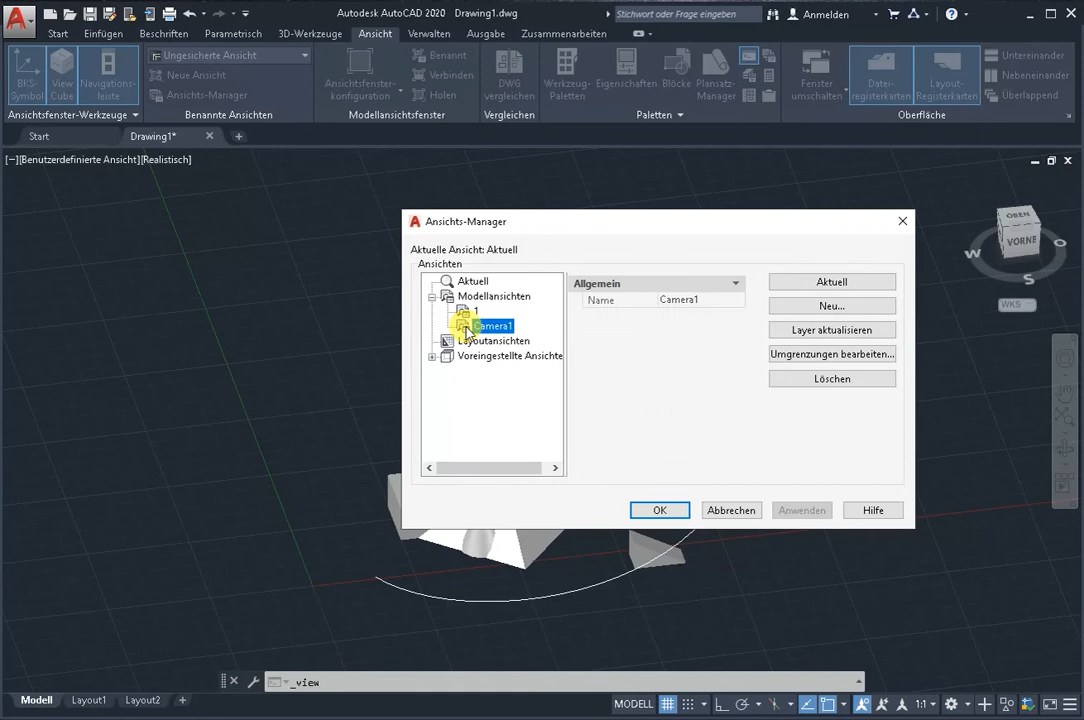 Autodesk AutoCAD 2020 Drawing1.dwg
Stichwort oder Frage eingeben
Anmelden
Start Einfügen Beschriften Parametrisch 3D-Werkzeuge Ansicht Verwalten Ausgabe Zusammenarbeiten
BKS-
Symbol
View
Cube
Navigations-
leiste
Ansichtsfenster-Werkzeuge
Ungesicherte Ansicht
Neue Ansicht
Ansichts-Manager
Benannte Ansichten
Ansichtsfenster-
konfiguration
Benannt
Verbinden
Holen
Modellansichtsfenster
DWG
vergleichen
Vergleichen
Werkzeug-
Paletten
Eigenschaften
Blöcke
Plansatz-
Manager
Paletten
Fenster
umschalten
Datei-
registerkarten
Layout-
Registerkarten
Untereinander
Nebeneinander
Überlappend
Oberfläche
Start
Drawing1*
[−][Benutzerdefinierte Ansicht][Realistisch]
OBEN
VORNE
W
O
S
WKS
Ansichts-Manager
Aktuelle Ansicht: Aktuell
Ansichten
Aktuell
Modellansichten
1
Camera1
Layoutansichten
Voreingestellte Ansichte
Allgemein
Name Camera1
Aktuell
Neu...
Layer aktualisieren
Umgrenzungen bearbeiten...
Löschen
OK
Abbrechen
Anwenden
Hilfe
_view
Modell Layout1 Layout2
MODELL
1:1